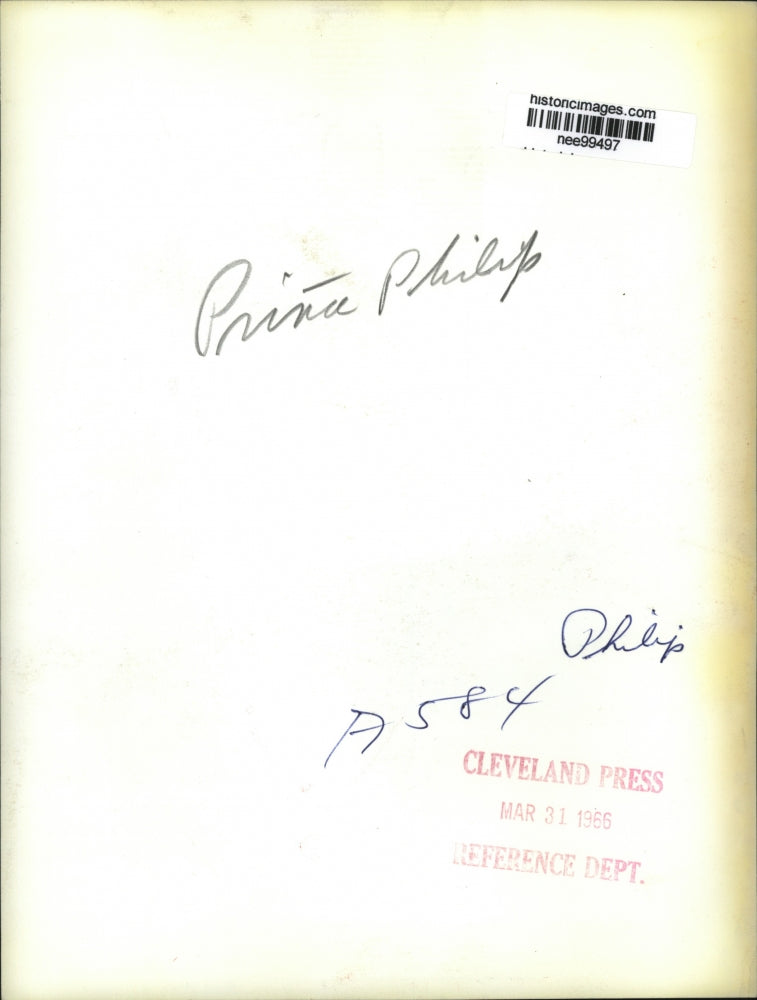 historicimages.com
nee99497
Prince Philip
Philip
A584
CLEVELAND PRESS
MAR 31 1966
REFERENCE DEPT.